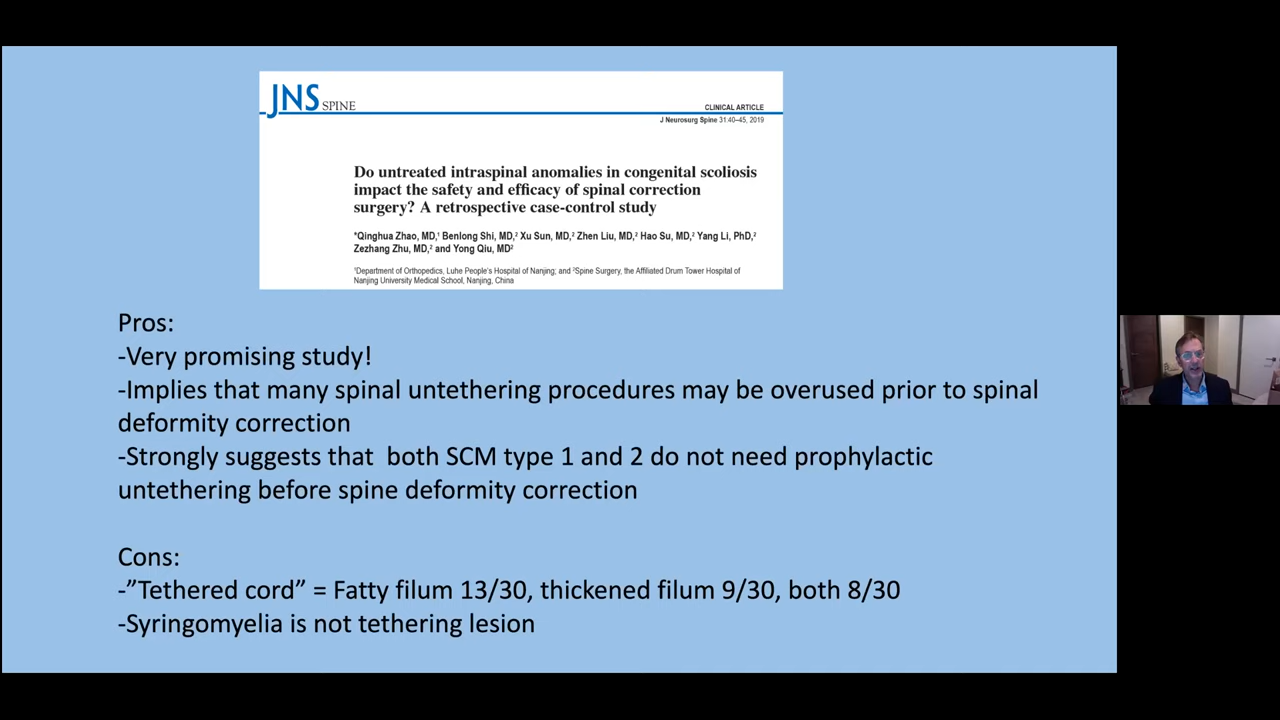 JNS SPINE
CLINICAL ARTICLE
J Neurosurg Spine 31:40–45, 2019
Do untreated intraspinal anomalies in congenital scoliosis
impact the safety and efficacy of spinal correction
surgery? A retrospective case-control study
*Qinghua Zhao, MD,¹ Benlong Shi, MD,² Xu Sun, MD,² Zhen Liu, MD,² Hao Su, MD,² Yang Li, PhD,²
Zezhang Zhu, MD,² and Yong Qiu, MD²
¹Department of Orthopedics, Luhe People's Hospital of Nanjing; and ²Spine Surgery, the Affiliated Drum Tower Hospital of
Nanjing University Medical School, Nanjing, China
Pros:
-Very promising study!
-Implies that many spinal untethering procedures may be overused prior to spinal
deformity correction
-Strongly suggests that both SCM type 1 and 2 do not need prophylactic
untethering before spine deformity correction
Cons:
-”Tethered cord” = Fatty filum 13/30, thickened filum 9/30, both 8/30
-Syringomyelia is not tethering lesion